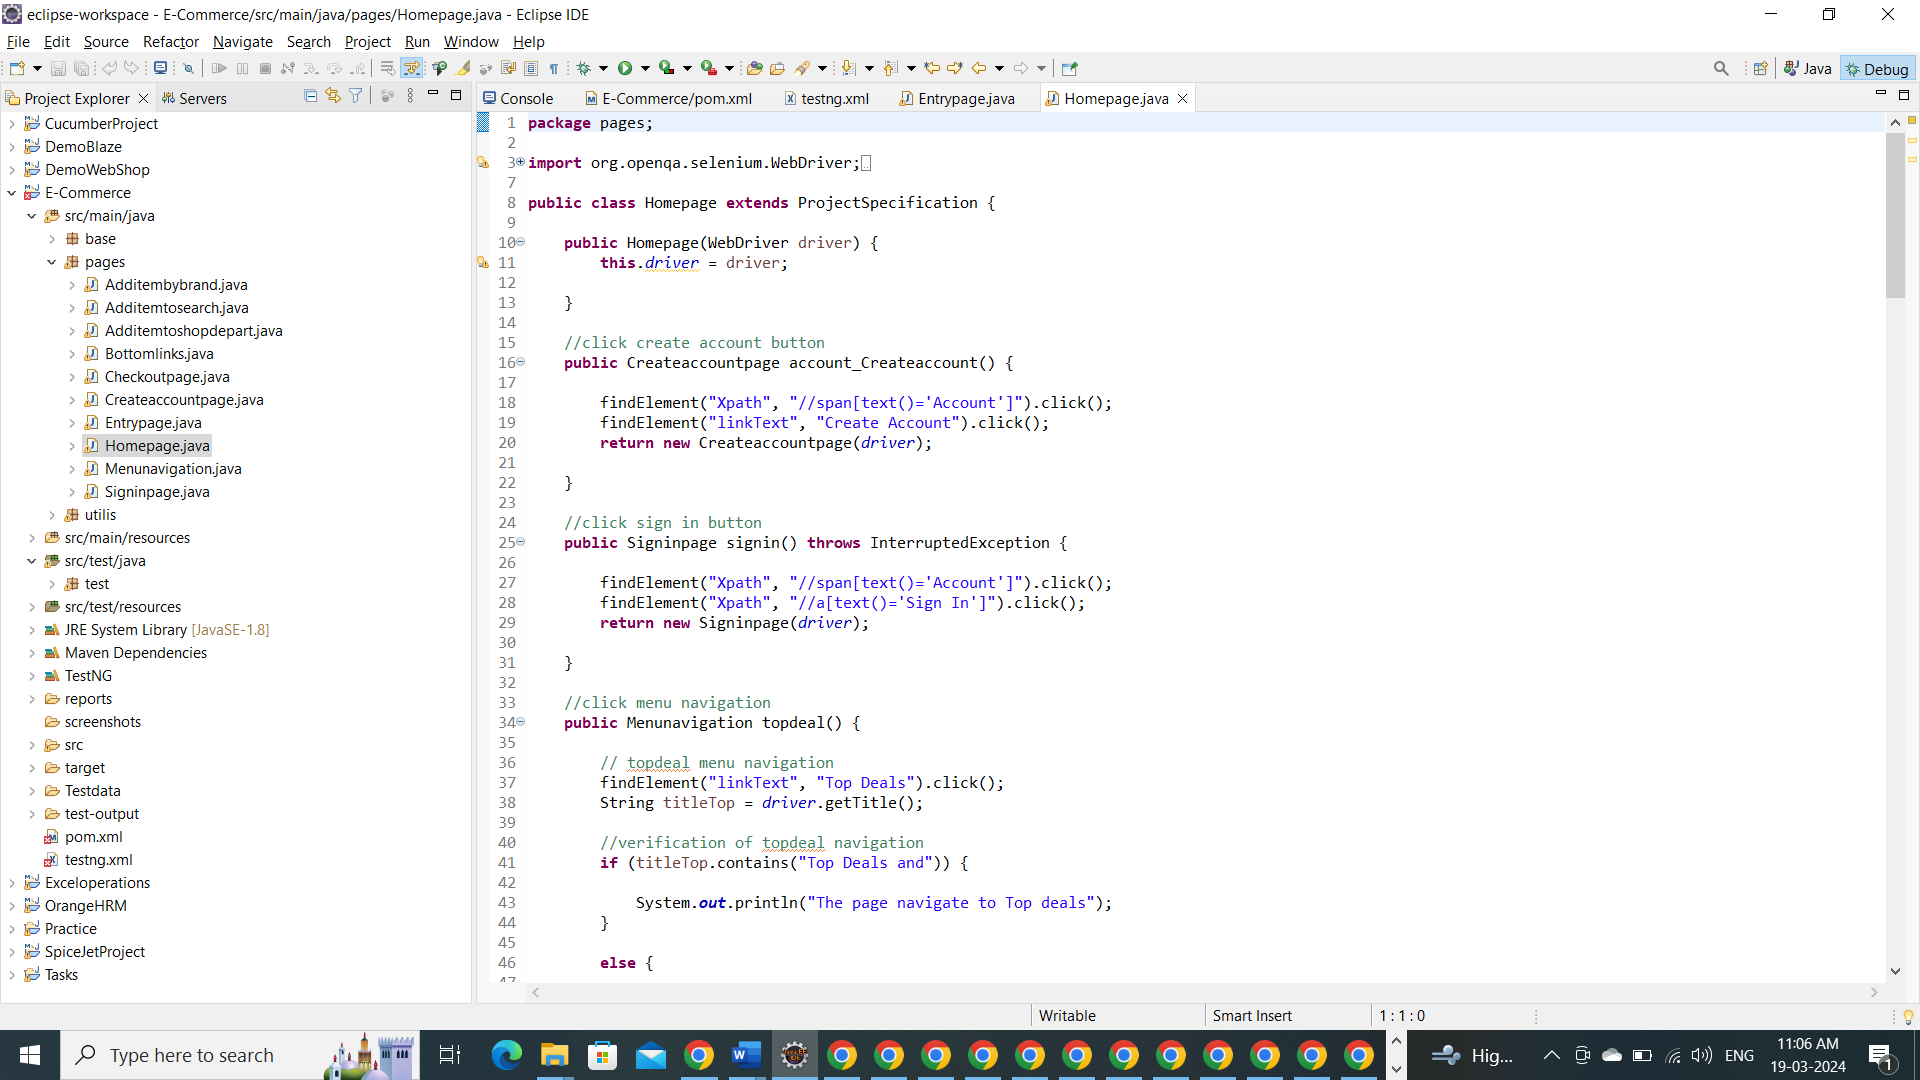 eclipse-workspace - E-Commerce/src/main/java/pages/Homepage.java - Eclipse IDE
File Edit Source Refactor Navigate Search Project Run Window Help
Java Debug
Project Explorer Servers
Console E-Commerce/pom.xml testng.xml Entrypage.java Homepage.java
CucumberProject
DemoBlaze
DemoWebShop
E-Commerce
src/main/java
base
pages
Additembybrand.java
Additemtosearch.java
Additemtoshopdepart.java
Bottomlinks.java
Checkoutpage.java
Createaccountpage.java
Entrypage.java
Homepage.java
Menunavigation.java
Signinpage.java
utilis
src/main/resources
src/test/java
test
src/test/resources
JRE System Library [JavaSE-1.8]
Maven Dependencies
TestNG
reports
screenshots
src
target
Testdata
test-output
pom.xml
testng.xml
Exceloperations
OrangeHRM
Practice
SpiceJetProject
Tasks
1 package pages;
2
3 import org.openqa.selenium.WebDriver;
7
8 public class Homepage extends ProjectSpecification {
9
10 public Homepage(WebDriver driver) {
11 this.driver = driver;
12
13 }
14
15 //click create account button
16 public Createaccountpage account_Createaccount() {
17
18 findElement("Xpath", "//span[text()='Account']").click();
19 findElement("linkText", "Create Account").click();
20 return new Createaccountpage(driver);
21
22 }
23
24 //click sign in button
25 public Signinpage signin() throws InterruptedException {
26
27 findElement("Xpath", "//span[text()='Account']").click();
28 findElement("Xpath", "//a[text()='Sign In']").click();
29 return new Signinpage(driver);
30
31 }
32
33 //click menu navigation
34 public Menunavigation topdeal() {
35
36 // topdeal menu navigation
37 findElement("linkText", "Top Deals").click();
38 String titleTop = driver.getTitle();
39
40 //verification of topdeal navigation
41 if (titleTop.contains("Top Deals and")) {
42
43 System.out.println("The page navigate to Top deals");
44 }
45
46 else {
47
Writable Smart Insert 1 : 1 : 0
Type here to search
Hig...
ENG
11:06 AM
19-03-2024
1